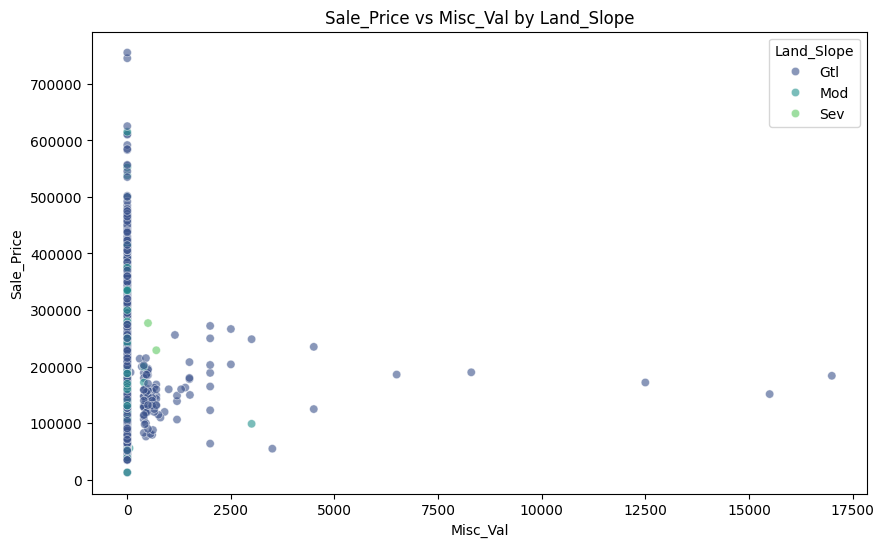 Sale_Price vs Misc_Val by Land_Slope
Land_Slope
Gtl
Mod
Sev
700000
600000
500000
400000
300000
200000
100000
0
Sale_Price
0 2500 5000 7500 10000 12500 15000 17500
Misc_Val